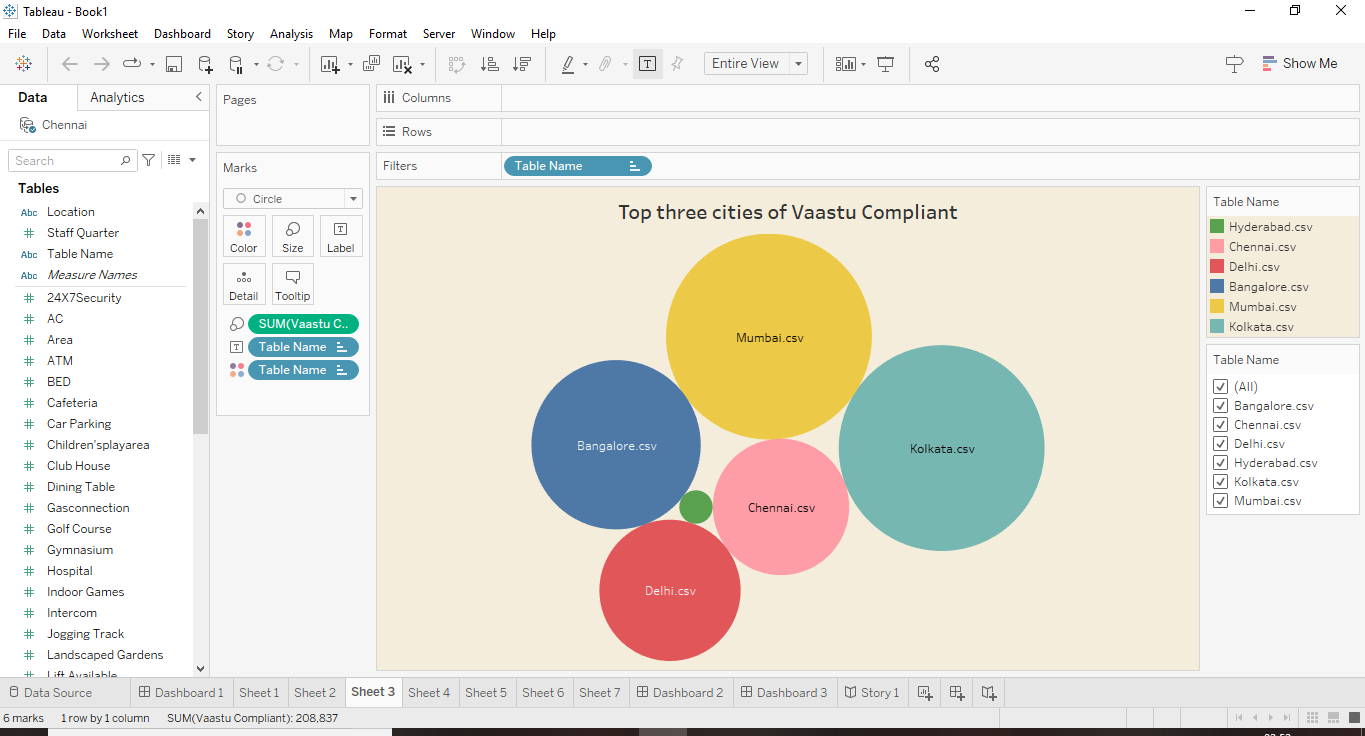 Tableau - Book1
File Data Worksheet Dashboard Story Analysis Map Format Server Window Help
Entire View
Show Me
Data Analytics
Chennai
Search
Tables
Abc Location
# Staff Quarter
Abc Table Name
Abc Measure Names
# 24X7Security
# AC
# Area
# ATM
# BED
# Cafeteria
# Car Parking
# Children'splayarea
# Club House
# Dining Table
# Gasconnection
# Golf Course
# Gymnasium
# Hospital
# Indoor Games
# Intercom
# Jogging Track
# Landscaped Gardens
# Lift Available
Pages
Marks
Circle
Color Size Label
Detail Tooltip
SUM(Vaastu C..
Table Name
Table Name
Columns
Rows
Filters Table Name
Top three cities of Vaastu Compliant
Mumbai.csv
Bangalore.csv
Kolkata.csv
Chennai.csv
Delhi.csv
Table Name
Hyderabad.csv
Chennai.csv
Delhi.csv
Bangalore.csv
Mumbai.csv
Kolkata.csv
Table Name
(All)
Bangalore.csv
Chennai.csv
Delhi.csv
Hyderabad.csv
Kolkata.csv
Mumbai.csv
Data Source Dashboard 1 Sheet 1 Sheet 2 Sheet 3 Sheet 4 Sheet 5 Sheet 6 Sheet 7 Dashboard 2 Dashboard 3 Story 1
6 marks 1 row by 1 column SUM(Vaastu Compliant): 208,837